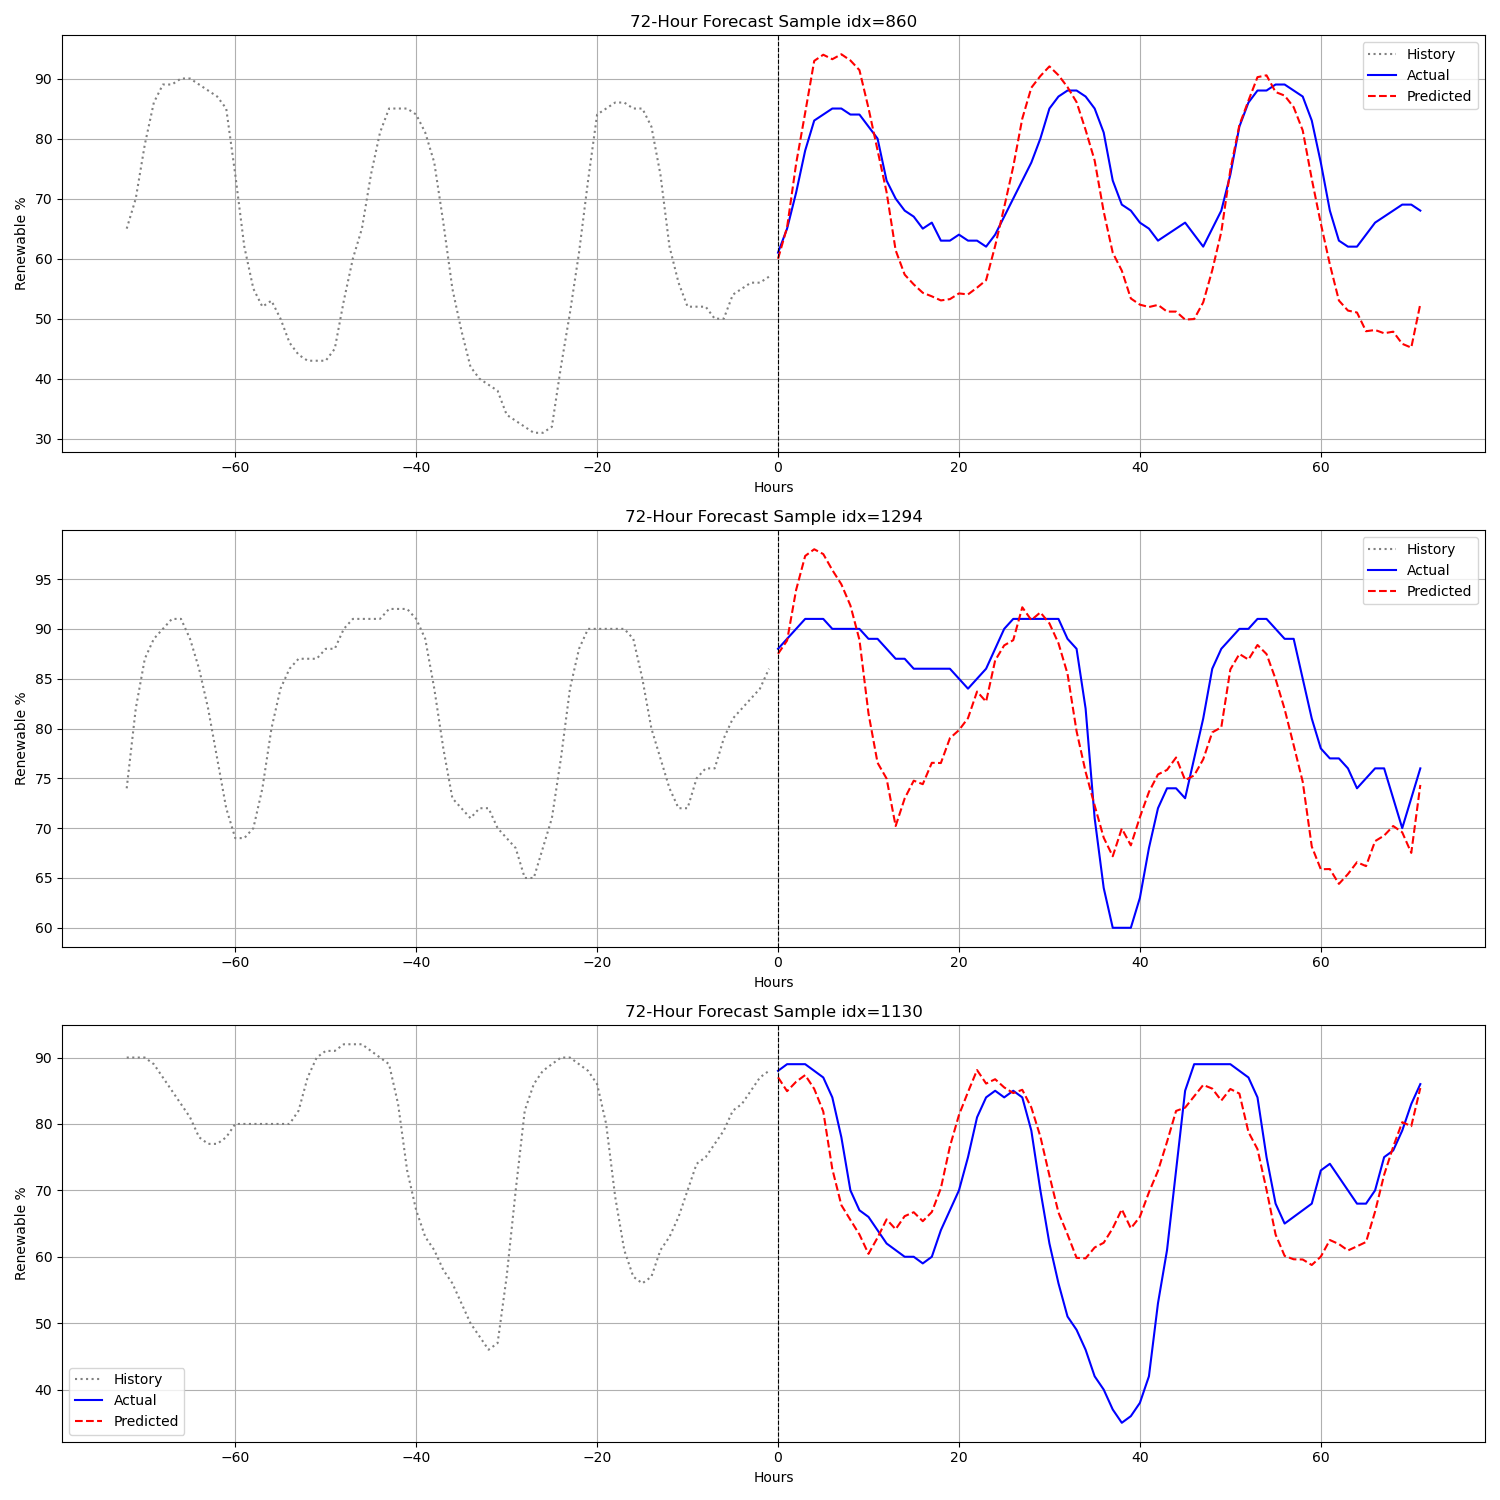 72-Hour Forecast Sample idx=860
History
Actual
Predicted
Renewable %
90
80
70
60
50
40
30
−60 −40 −20 0 20 40 60
Hours
72-Hour Forecast Sample idx=1294
History
Actual
Predicted
Renewable %
95
90
85
80
75
70
65
60
−60 −40 −20 0 20 40 60
Hours
72-Hour Forecast Sample idx=1130
Renewable %
90
80
70
60
50
40
History
Actual
Predicted
−60 −40 −20 0 20 40 60
Hours